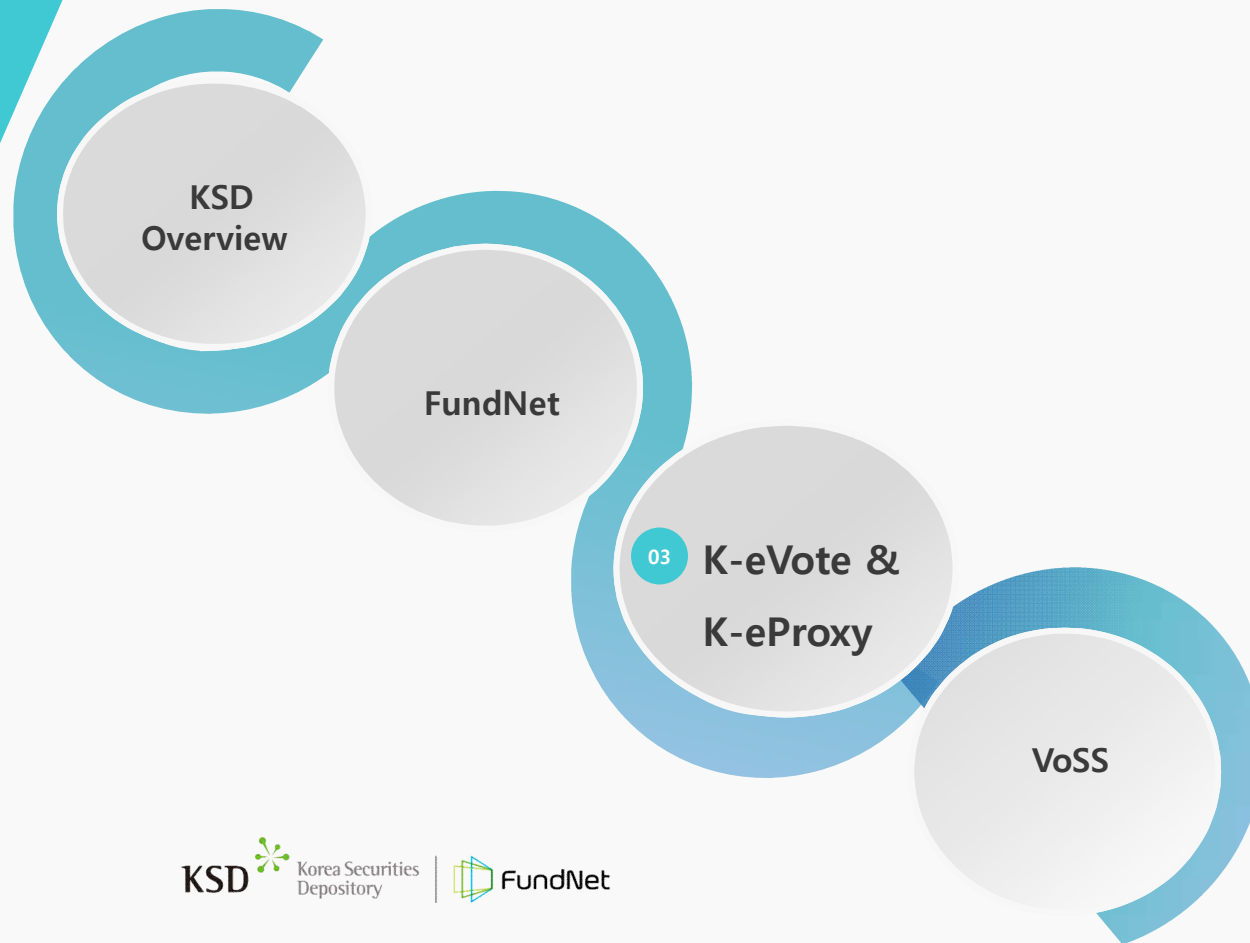 KSD
Overview
FundNet
03
K-eVote &
K-eProxy
VoSS
KSD
Korea Securities
Depository
FundNet